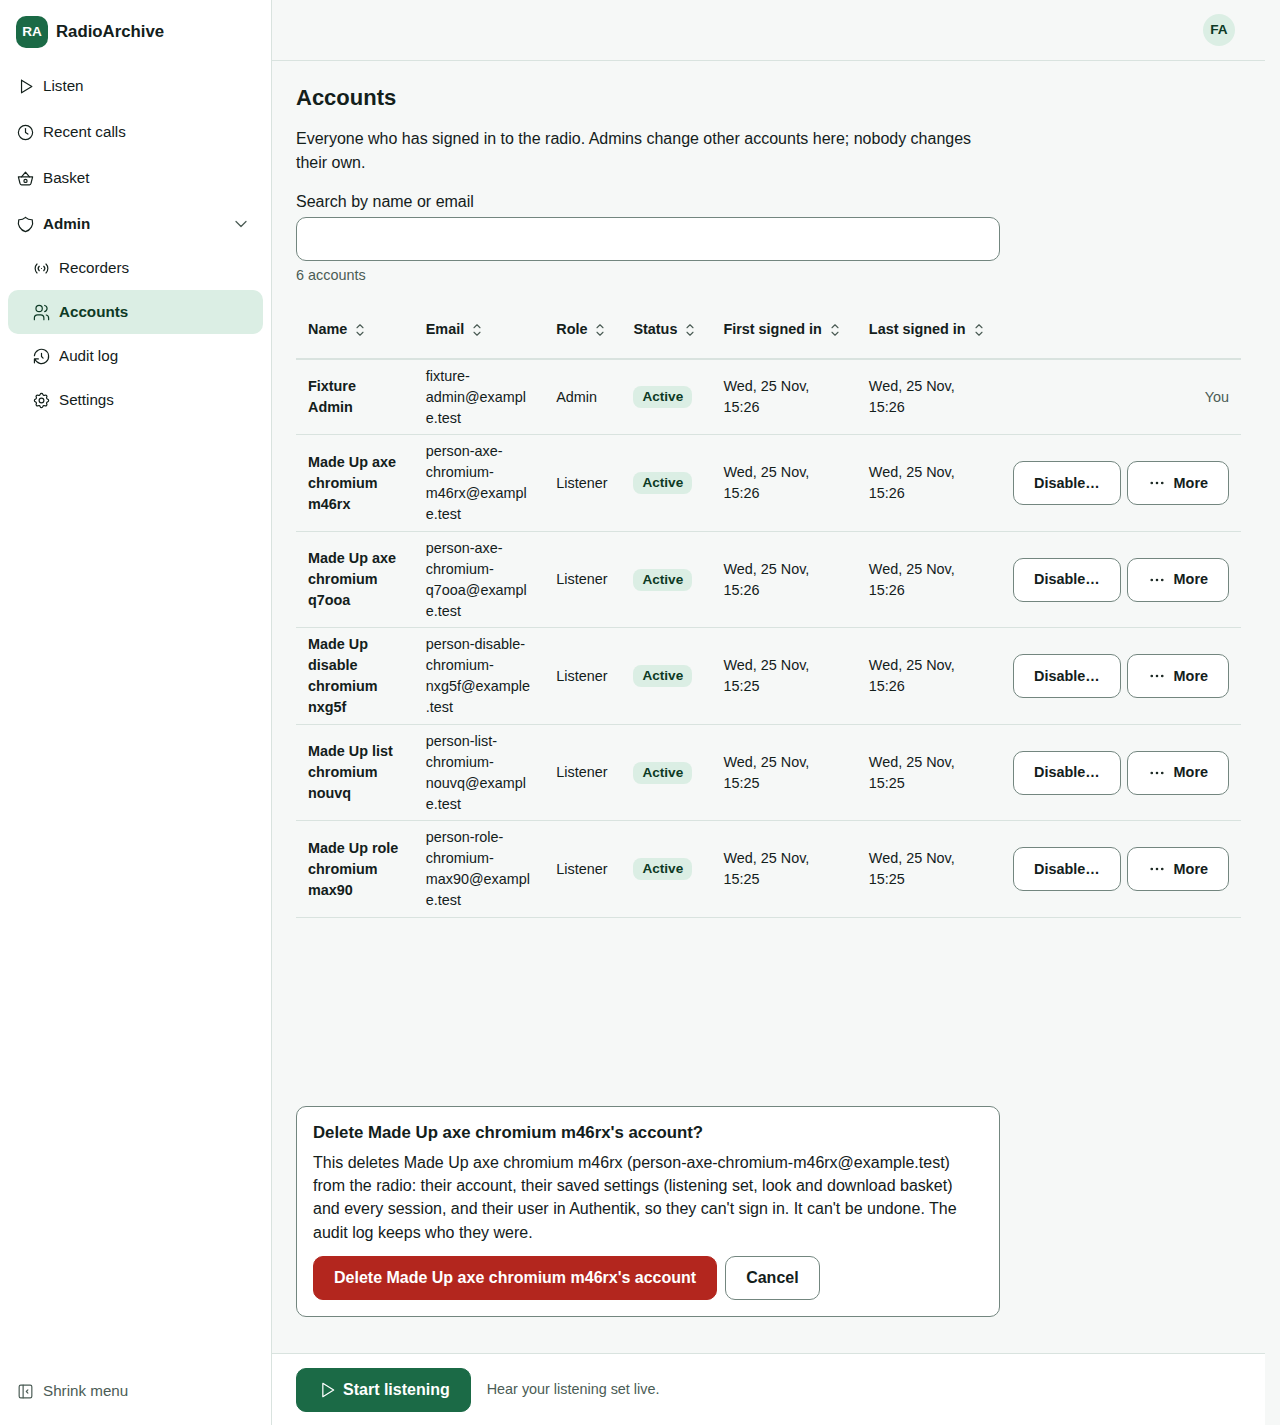 RA RadioArchive
FA
Listen
Recent calls
Basket
Admin
Recorders
Accounts
Audit log
Settings
Shrink menu
Accounts
Everyone who has signed in to the radio. Admins change other accounts here; nobody changes
their own.
Search by name or email
6 accounts
Name Email Role Status First signed in Last signed in
Fixture
Admin
fixture-
admin@exampl
e.test
Admin
Active
Wed, 25 Nov,
15:26
Wed, 25 Nov,
15:26
You
Made Up axe
chromium
m46rx
person-axe-
chromium-
m46rx@exampl
e.test
Listener
Active
Wed, 25 Nov,
15:26
Wed, 25 Nov,
15:26
Disable…
More
Made Up axe
chromium
q7ooa
person-axe-
chromium-
q7ooa@exampl
e.test
Listener
Active
Wed, 25 Nov,
15:26
Wed, 25 Nov,
15:26
Disable…
More
Made Up
disable
chromium
nxg5f
person-disable-
chromium-
nxg5f@example
.test
Listener
Active
Wed, 25 Nov,
15:25
Wed, 25 Nov,
15:26
Disable…
More
Made Up list
chromium
nouvq
person-list-
chromium-
nouvq@exampl
e.test
Listener
Active
Wed, 25 Nov,
15:25
Wed, 25 Nov,
15:25
Disable…
More
Made Up role
chromium
max90
person-role-
chromium-
max90@exampl
e.test
Listener
Active
Wed, 25 Nov,
15:25
Wed, 25 Nov,
15:25
Disable…
More
Delete Made Up axe chromium m46rx's account?
This deletes Made Up axe chromium m46rx (person-axe-chromium-m46rx@example.test)
from the radio: their account, their saved settings (listening set, look and download basket)
and every session, and their user in Authentik, so they can't sign in. It can't be undone. The
audit log keeps who they were.
Delete Made Up axe chromium m46rx's account
Cancel
Start listening
Hear your listening set live.